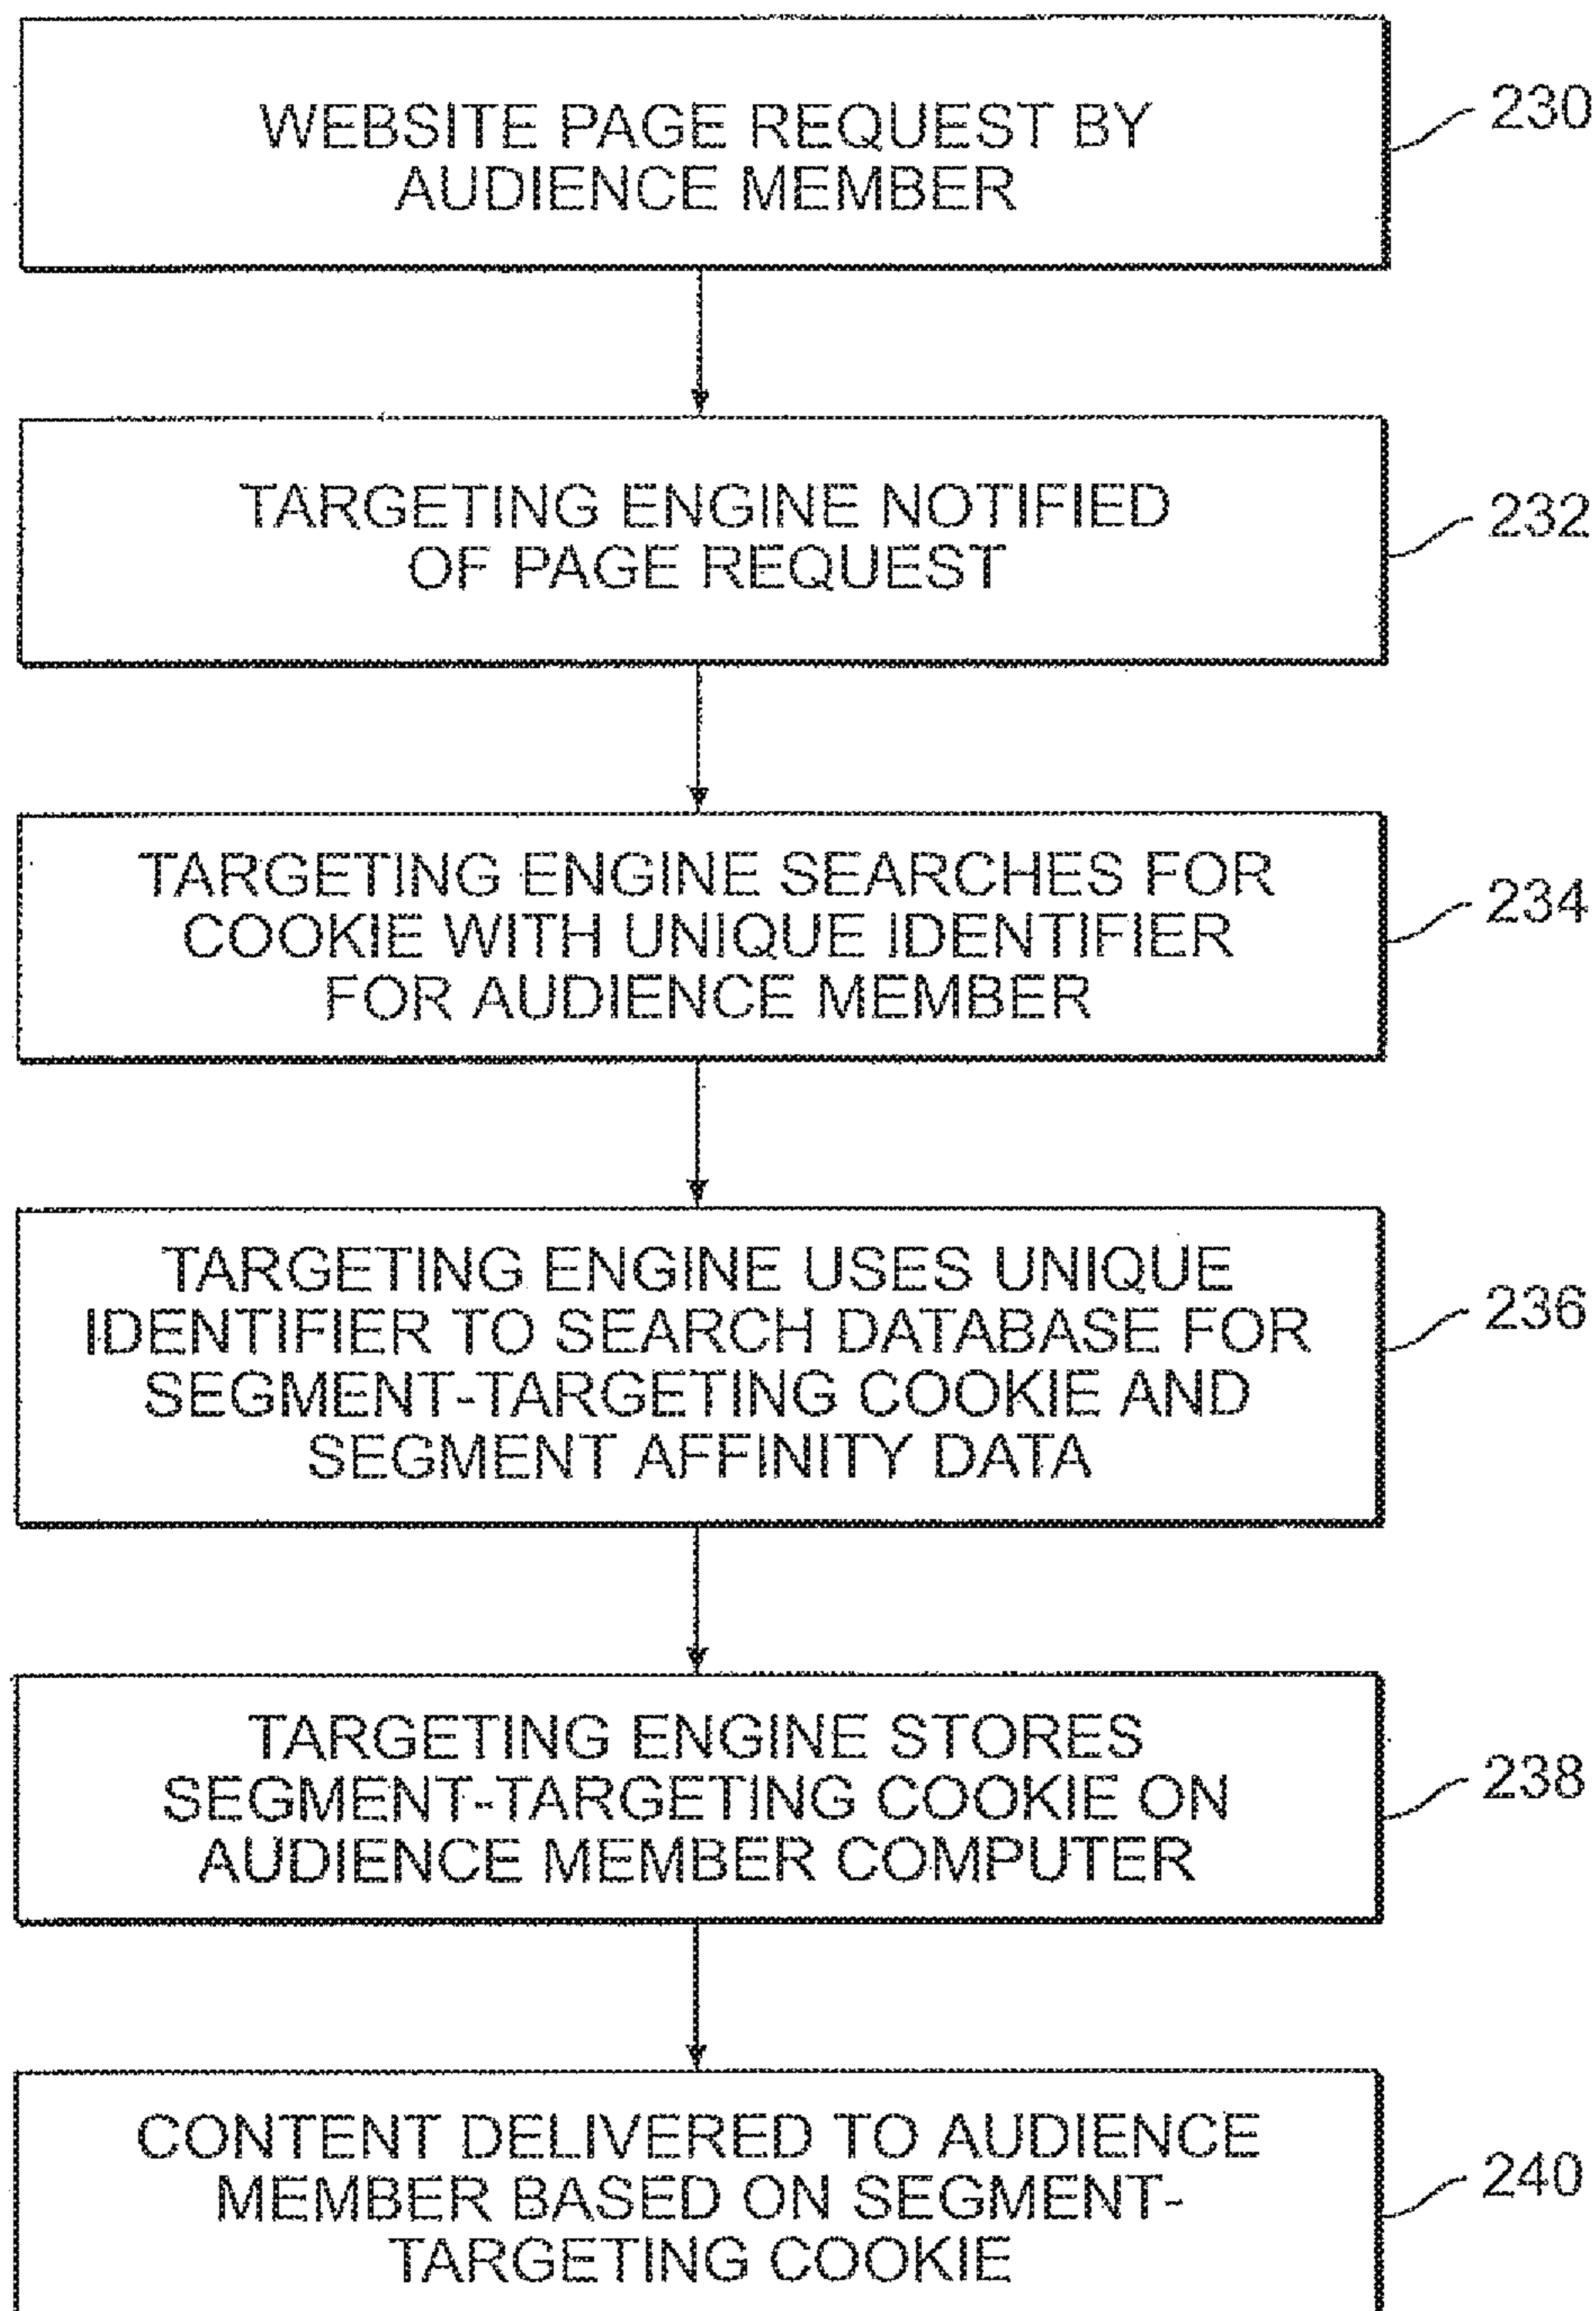 WEBSITE PAGE REQUEST BY
AUDIENCE MEMBER
230
TARGETING ENGINE NOTIFIED
OF PAGE REQUEST
232
TARGETING ENGINE SEARCHES FOR
COOKIE WITH UNIQUE IDENTIFIER
FOR AUDIENCE MEMBER
234
TARGETING ENGINE USES UNIQUE
IDENTIFIER TO SEARCH DATABASE FOR
SEGMENT-TARGETING COOKIE AND
SEGMENT AFFINITY DATA
236
TARGETING ENGINE STORES
SEGMENT-TARGETING COOKIE ON
AUDIENCE MEMBER COMPUTER
238
CONTENT DELIVERED TO AUDIENCE
MEMBER BASED ON SEGMENT-
TARGETING COOKIE
240